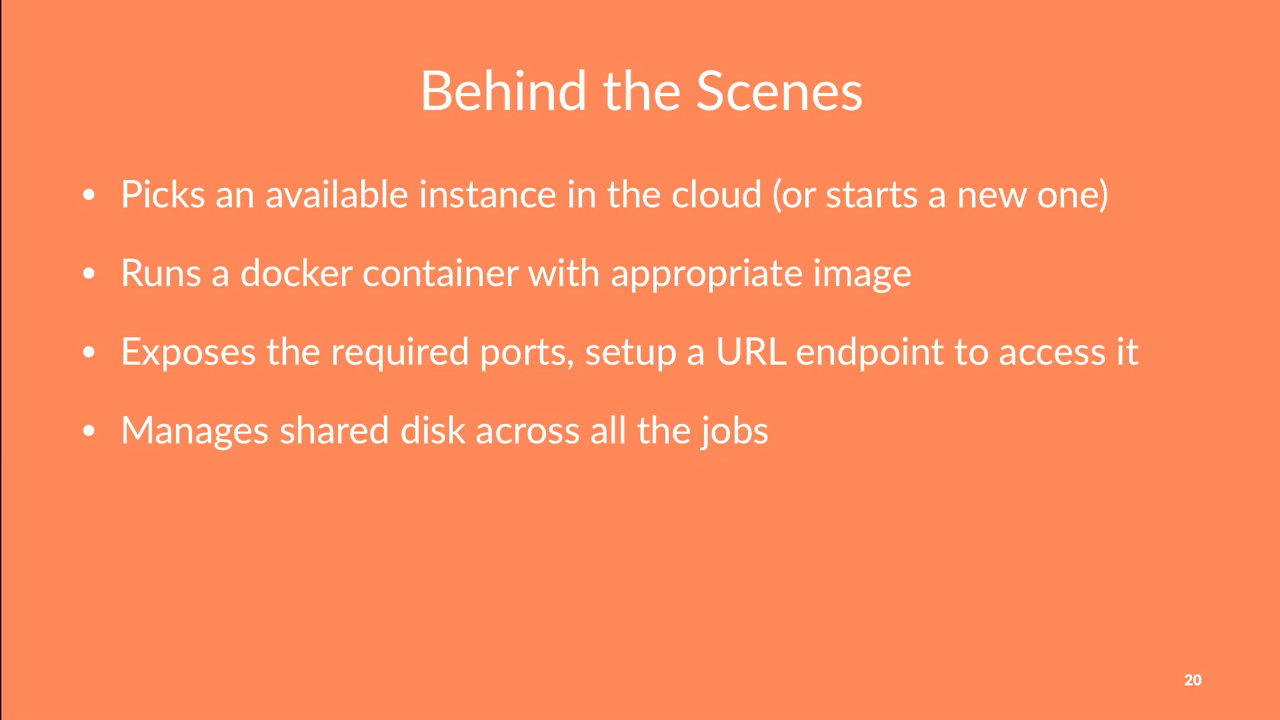 Behind the Scenes
• Picks an available instance in the cloud (or starts a new one)
• Runs a docker container with appropriate image
• Exposes the required ports, setup a URL endpoint to access it
• Manages shared disk across all the jobs
20